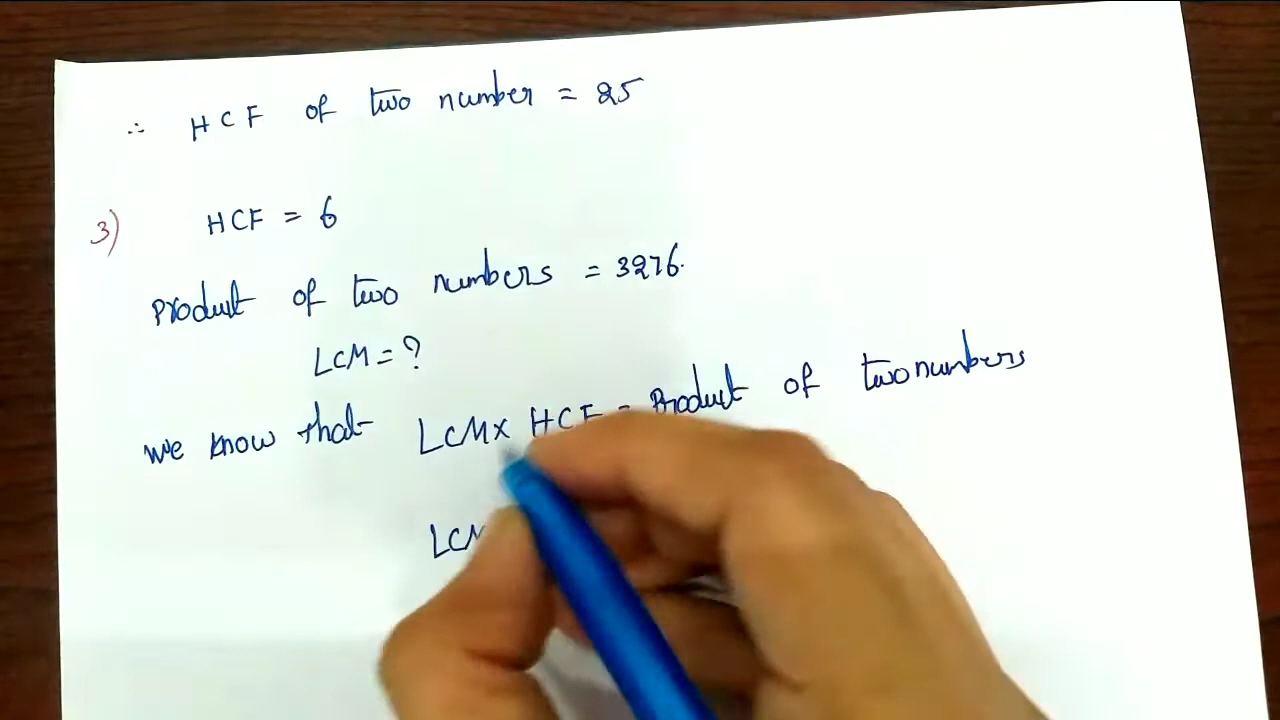 ∴ HCF of two number = 25
3) HCF = 6
Product of two numbers = 3276.
LCM = ?
we know that LCM x HCF = Product of two numbers
LCM